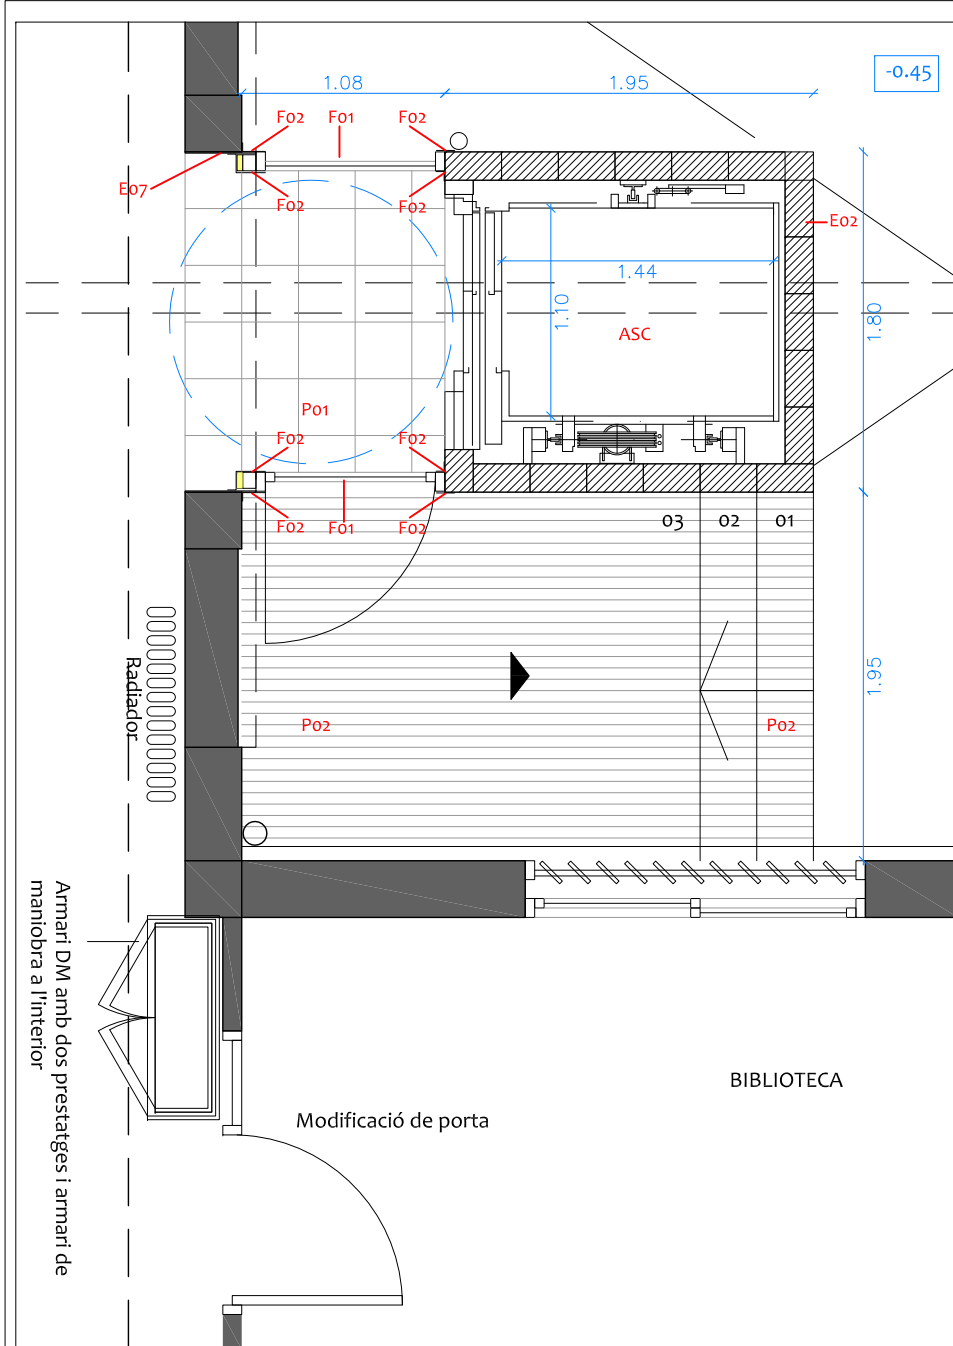 -0.45
1.08
1.95
F02
F01
F02
E07
F02
F02
E02
1.44
1.10
1.80
ASC
P01
F02
F02
F02
F01
F02
03
02
01
Radiador
1.95
P02
P02
Armari DM amb dos prestatges i armari de
maniobra a l'interior
BIBLIOTECA
Modificació de porta